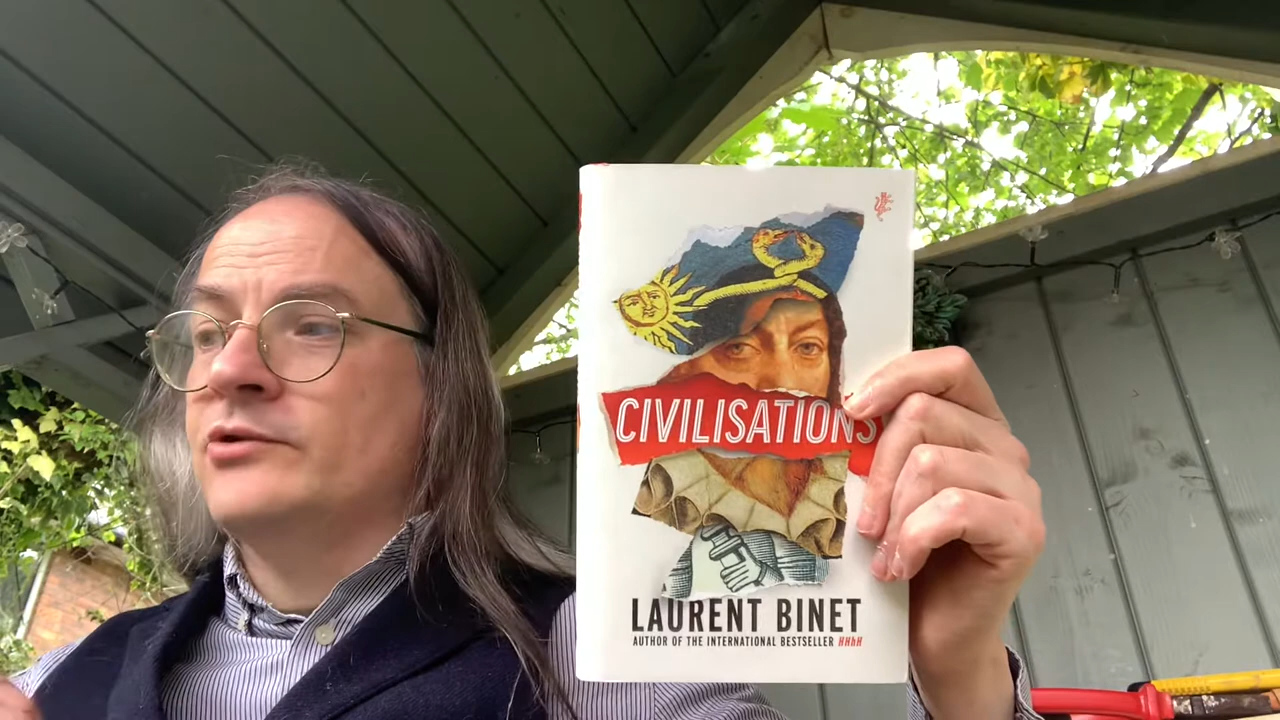 CIVILISATIONS
LAURENT BINET
AUTHOR OF THE INTERNATIONAL BESTSELLER HHhH